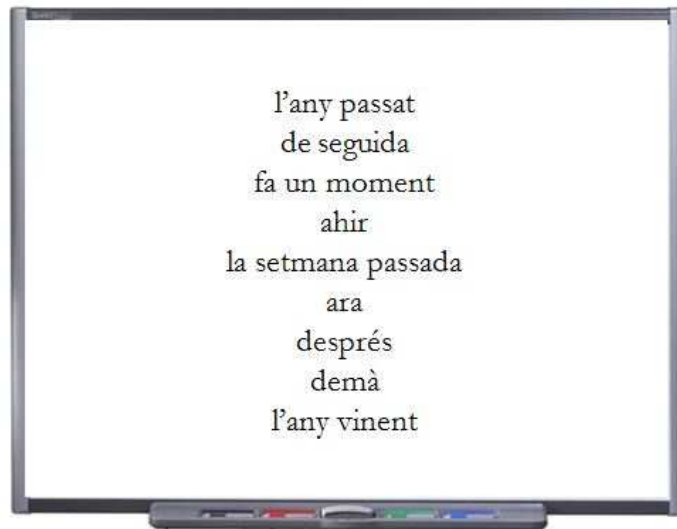 l'any passat
de seguida
fa un moment
ahir
la setmana passada
ara
després
demà
l'any vinent